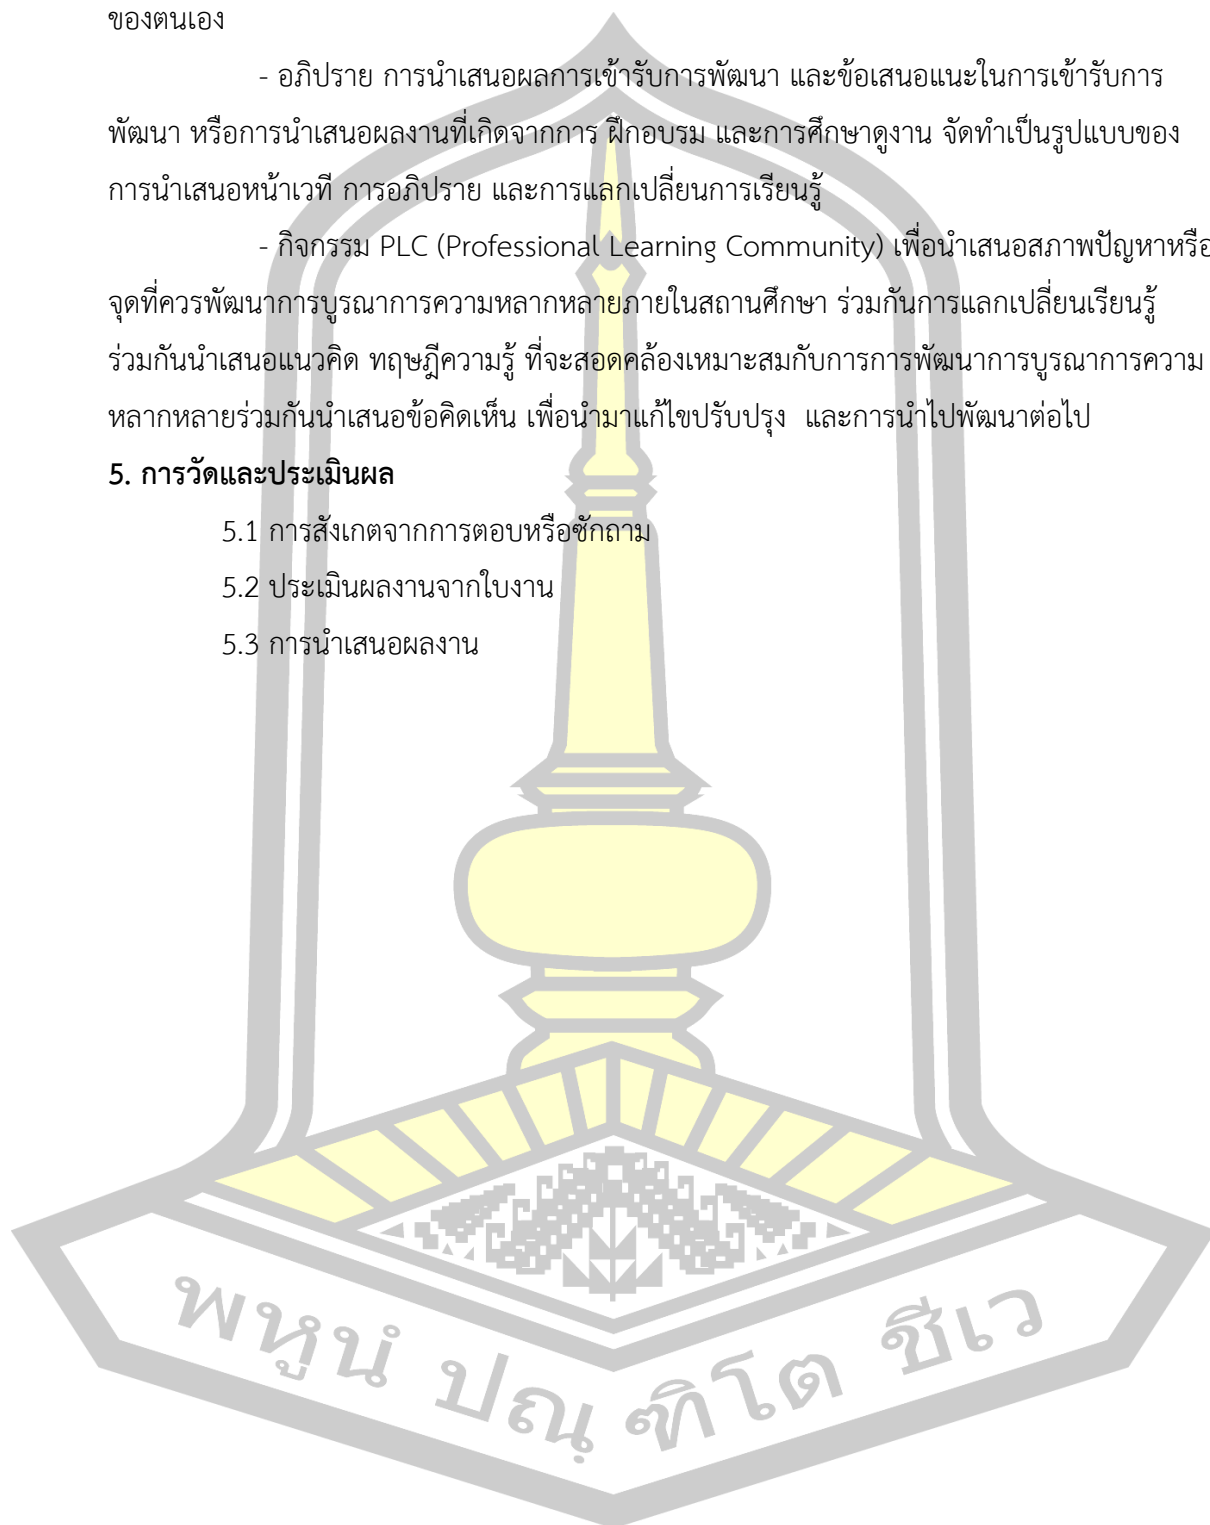 ของตนเอง
- อภิปราย การนำเสนอผลการเข้ารับการพัฒนา และข้อเสนอแนะในการเข้ารับการ
พัฒนา หรือการนำเสนอผลงานที่เกิดจากการ ฝึกอบรม และการศึกษาดูงาน จัดทำเป็นรูปแบบของ
การนำเสนอหน้าเวที การอภิปราย และการแลกเปลี่ยนการเรียนรู้
- กิจกรรม PLC (Professional Learning Community) เพื่อนำเสนอสภาพปัญหาหรือ
จุดที่ควรพัฒนาการบูรณาการความหลากหลายภายในสถานศึกษา ร่วมกันการแลกเปลี่ยนเรียนรู้
ร่วมกันนำเสนอแนวคิด ทฤษฎีความรู้ ที่จะสอดคล้องเหมาะสมกับการการพัฒนาการบูรณาการความ
หลากหลายร่วมกันนำเสนอข้อคิดเห็น เพื่อนำมาแก้ไขปรับปรุง และการนำไปพัฒนาต่อไป
5. การวัดและประเมินผล
5.1 การสังเกตจากการตอบหรือซักถาม
5.2 ประเมินผลงานจากใบงาน
5.3 การนำเสนอผลงาน
พหูนํ ปณฺ ฑิโต ชีเว